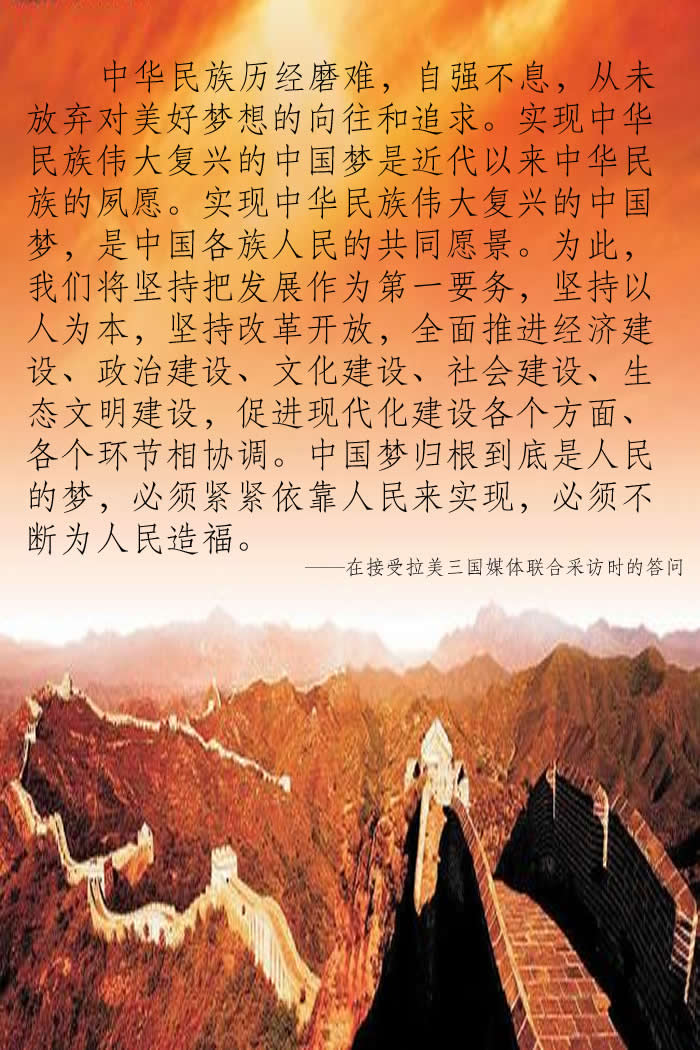 中华民族历经磨难，自强不息，从未
放弃对美好梦想的向往和追求。实现中华
民族伟大复兴的中国梦是近代以来中华民
族的夙愿。实现中华民族伟大复兴的中国
梦，是中国各族人民的共同愿景。为此，
我们将坚持把发展作为第一要务，坚持以
人为本，坚持改革开放，全面推进经济建
设、政治建设、文化建设、社会建设、生
态文明建设，促进现代化建设各个方面、
各个环节相协调。中国梦归根到底是人民
的梦，必须紧紧依靠人民来实现，必须不
断为人民造福。
——在接受拉美三国媒体联合采访时的答问